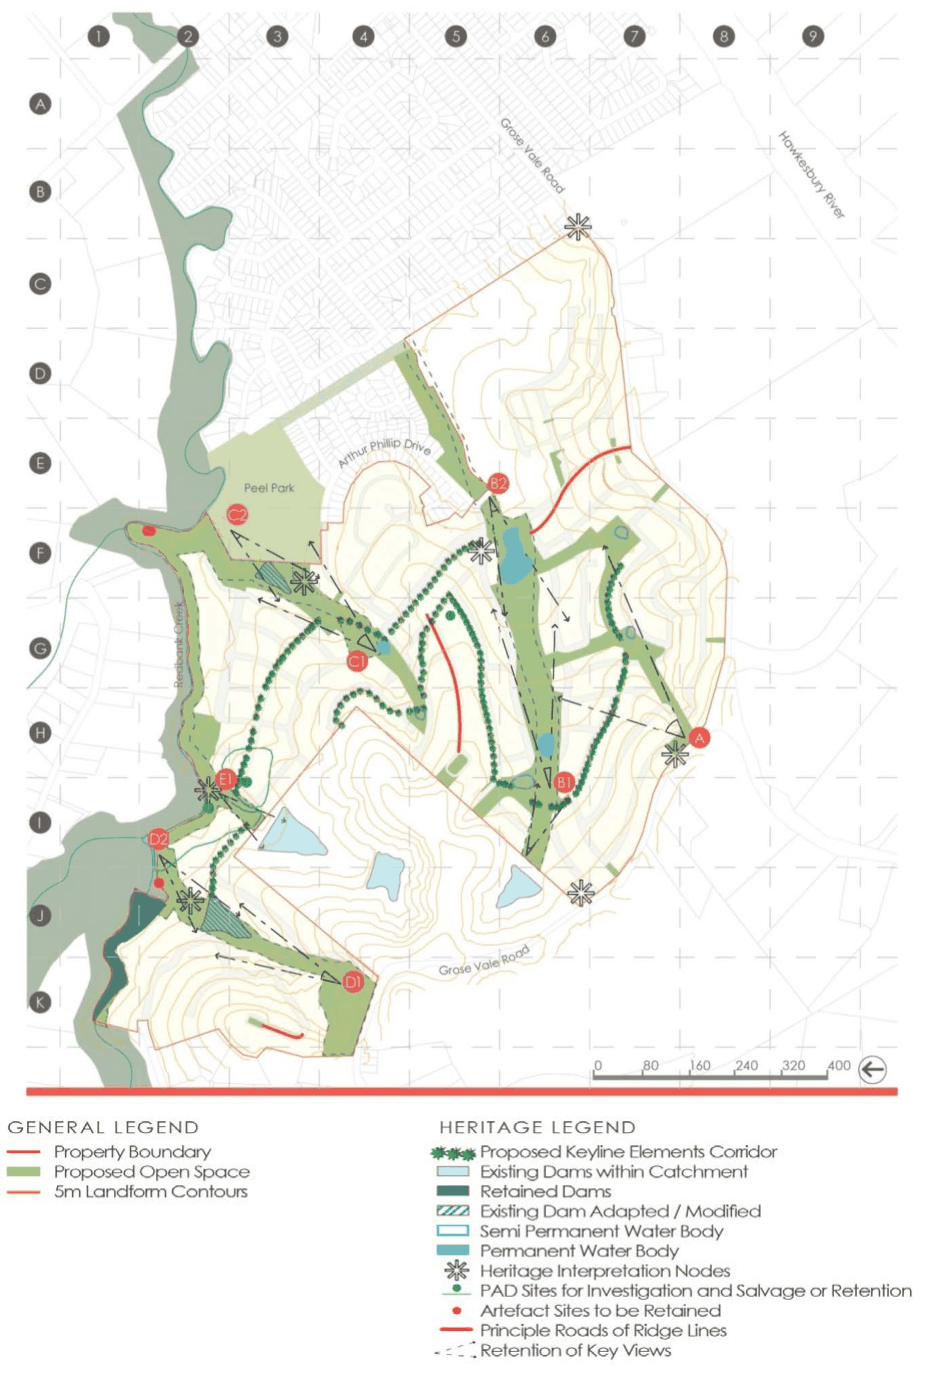 1 2 3 4 5 6 7 8 9
A
B
C
D
E
F
G
H
I
J
K
Grose Vale Road
Hawkesbury River
Arthur Phillip Drive
Peel Park
B2
C2
Redbank Creek
C1
A
E1
B1
D2
Grose Vale Road
D1
0 80 160 240 320 400
GENERAL LEGEND
Property Boundary
Proposed Open Space
5m Landform Contours
HERITAGE LEGEND
Proposed Keyline Elements Corridor
Existing Dams within Catchment
Retained Dams
Existing Dam Adapted / Modified
Semi Permanent Water Body
Permanent Water Body
Heritage Interpretation Nodes
PAD Sites for Investigation and Salvage or Retention
Artefact Sites to be Retained
Principle Roads of Ridge Lines
Retention of Key Views